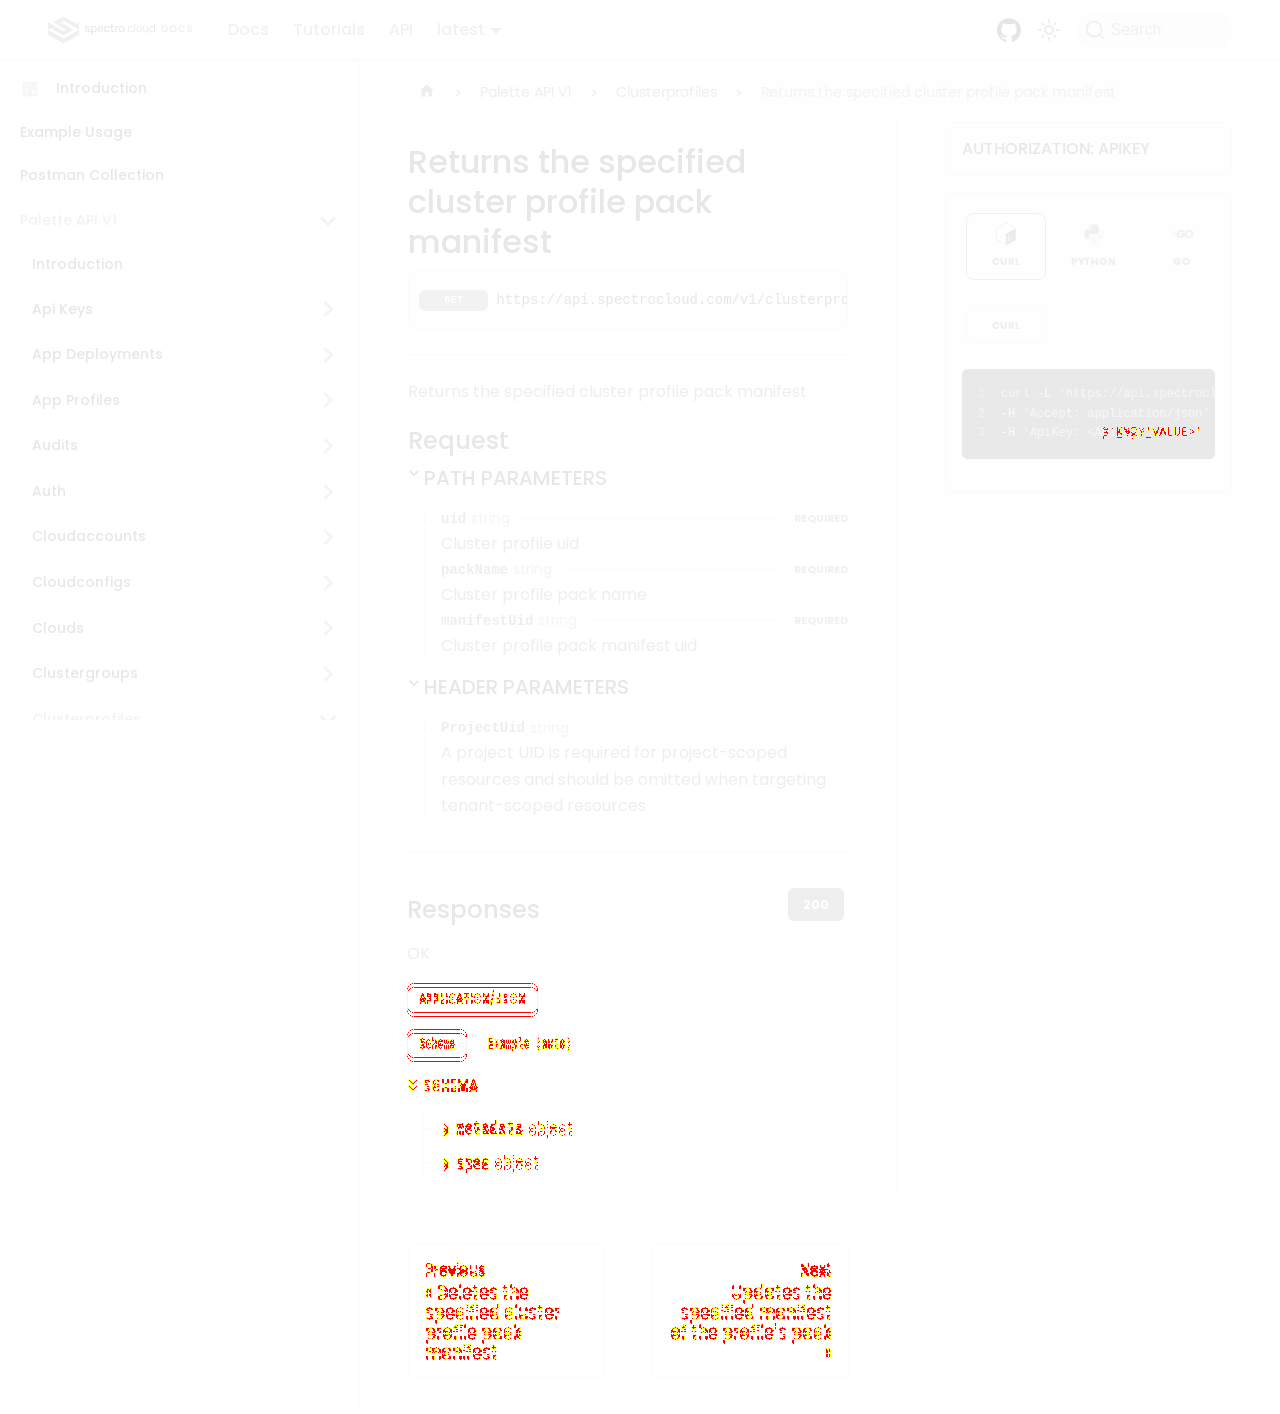 spectro cloud DOCS
Docs
Tutorials
API
latest
Search
Introduction
Example Usage
Postman Collection
Palette API V1
Introduction
Api Keys
App Deployments
App Profiles
Audits
Auth
Cloudaccounts
Cloudconfigs
Clouds
Clustergroups
Clusterprofiles
Palette API V1
Clusterprofiles
Returns the specified cluster profile pack manifest
Returns the specified
cluster profile pack
manifest
GET https://api.spectrocloud.com/v1/clusterpro
Returns the specified cluster profile pack manifest
Request
PATH PARAMETERS
uid string REQUIRED
Cluster profile uid
packName string REQUIRED
Cluster profile pack name
manifestUid string REQUIRED
Cluster profile pack manifest uid
HEADER PARAMETERS
ProjectUid string
A project UID is required for project-scoped
resources and should be omitted when targeting
tenant-scoped resources
Responses
200
OK
APPLICATION/JSON
Schema
Example (auto)
SCHEMA
metadata object
spec object
Previous
« Deletes the
specified cluster
profile pack
manifest
Next
Updates the
specified manifest
of the profile's pack
»
AUTHORIZATION: APIKEY
CURL
PYTHON
GO
GO
CURL
1 curl -L 'https://api.spectrocl
2 -H 'Accept: application/json'
3 -H 'ApiKey: VALUE>'